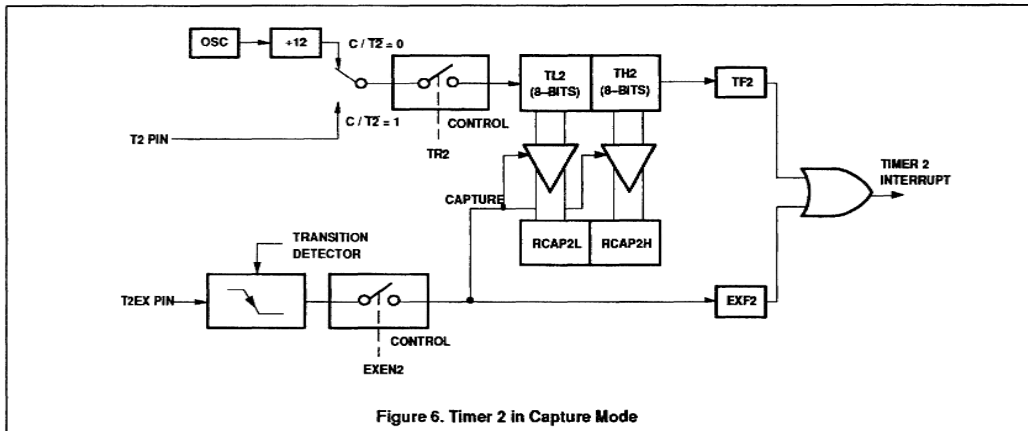 OSC
÷12
C / T2 = 0
TL2
(8–BITS)
TH2
(8–BITS)
TF2
C / T2 = 1
CONTROL
T2 PIN
TR2
TIMER 2
INTERRUPT
CAPTURE
TRANSITION
DETECTOR
RCAP2L
RCAP2H
T2EX PIN
EXF2
CONTROL
EXEN2
Figure 6. Timer 2 in Capture Mode